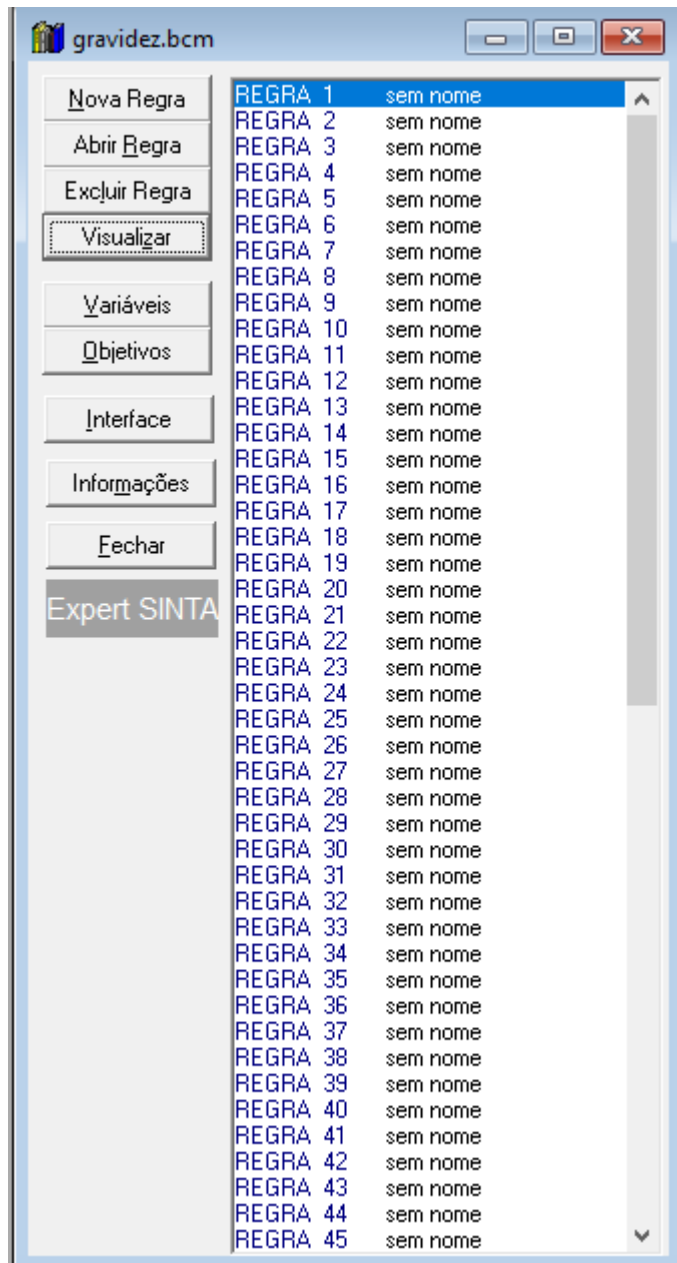 gravidez.bcm
Nova Regra
Abrir Regra
Excluir Regra
Visualizar
Variáveis
Objetivos
Interface
Informações
Fechar
Expert SINTA
REGRA 1 sem nome
REGRA 2 sem nome
REGRA 3 sem nome
REGRA 4 sem nome
REGRA 5 sem nome
REGRA 6 sem nome
REGRA 7 sem nome
REGRA 8 sem nome
REGRA 9 sem nome
REGRA 10 sem nome
REGRA 11 sem nome
REGRA 12 sem nome
REGRA 13 sem nome
REGRA 14 sem nome
REGRA 15 sem nome
REGRA 16 sem nome
REGRA 17 sem nome
REGRA 18 sem nome
REGRA 19 sem nome
REGRA 20 sem nome
REGRA 21 sem nome
REGRA 22 sem nome
REGRA 23 sem nome
REGRA 24 sem nome
REGRA 25 sem nome
REGRA 26 sem nome
REGRA 27 sem nome
REGRA 28 sem nome
REGRA 29 sem nome
REGRA 30 sem nome
REGRA 31 sem nome
REGRA 32 sem nome
REGRA 33 sem nome
REGRA 34 sem nome
REGRA 35 sem nome
REGRA 36 sem nome
REGRA 37 sem nome
REGRA 38 sem nome
REGRA 39 sem nome
REGRA 40 sem nome
REGRA 41 sem nome
REGRA 42 sem nome
REGRA 43 sem nome
REGRA 44 sem nome
REGRA 45 sem nome